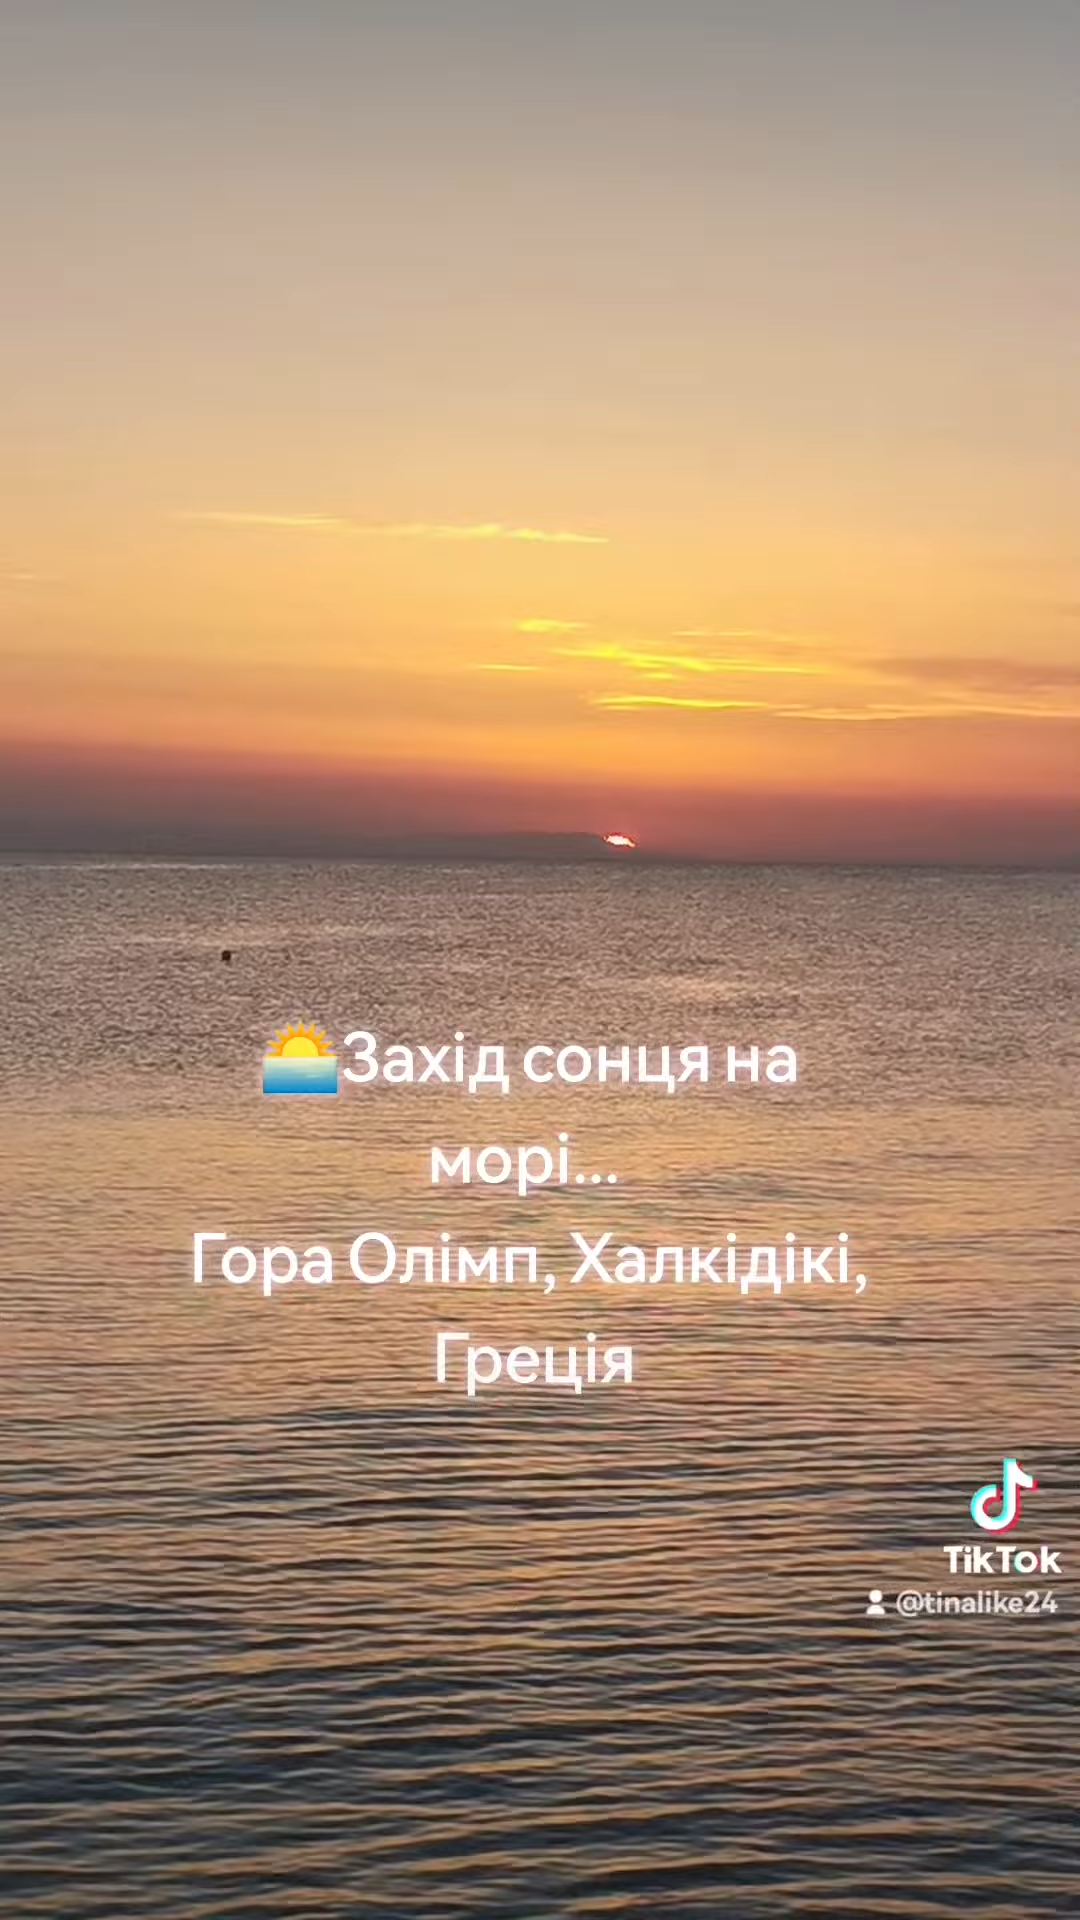 🌅Захід сонця на
морі...
Гора Олімп, Халкідікі,
Греція
TikTok
@tinalike24